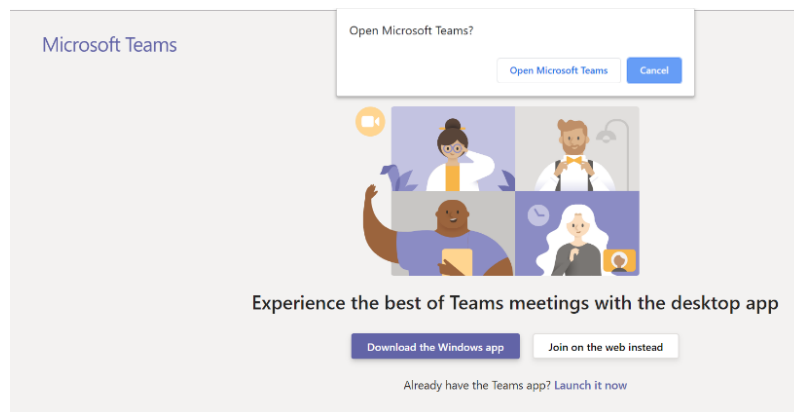 Microsoft Teams
Open Microsoft Teams?
Open Microsoft Teams
Cancel
Experience the best of Teams meetings with the desktop app
Download the Windows app
Join on the web instead
Already have the Teams app? Launch it now